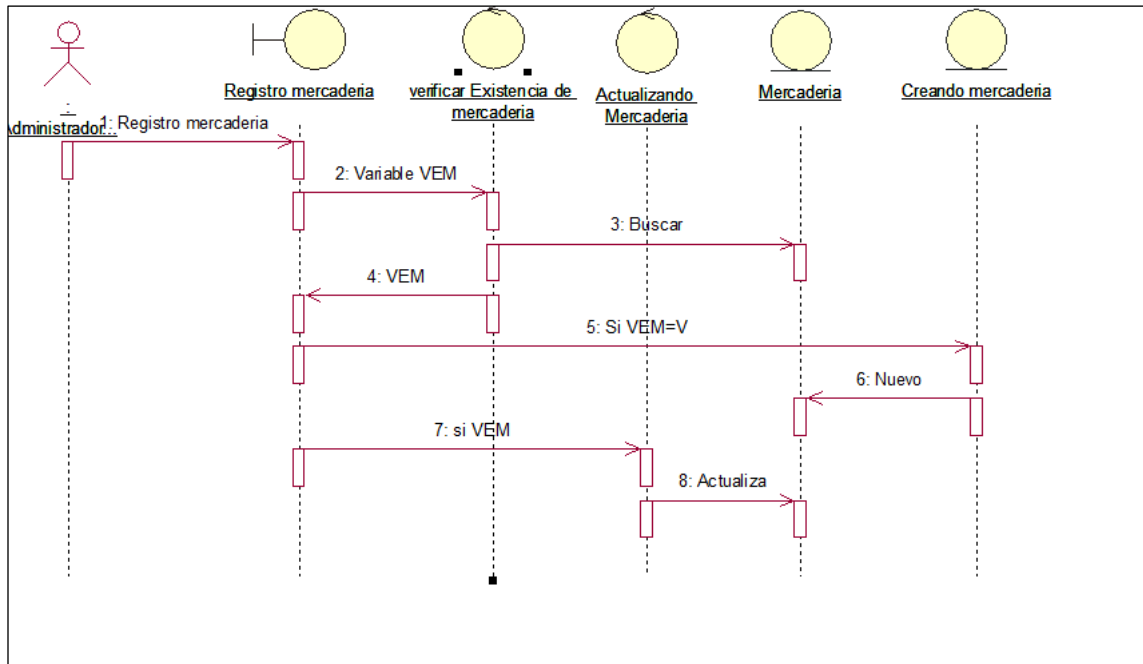 :
Administrador...
Registro mercaderia
verificar Existencia de
mercaderia
Actualizando
Mercaderia
Mercaderia
Creando mercaderia
1: Registro mercaderia
2: Variable VEM
3: Buscar
4: VEM
5: Si VEM=V
6: Nuevo
7: si VEM
8: Actualiza